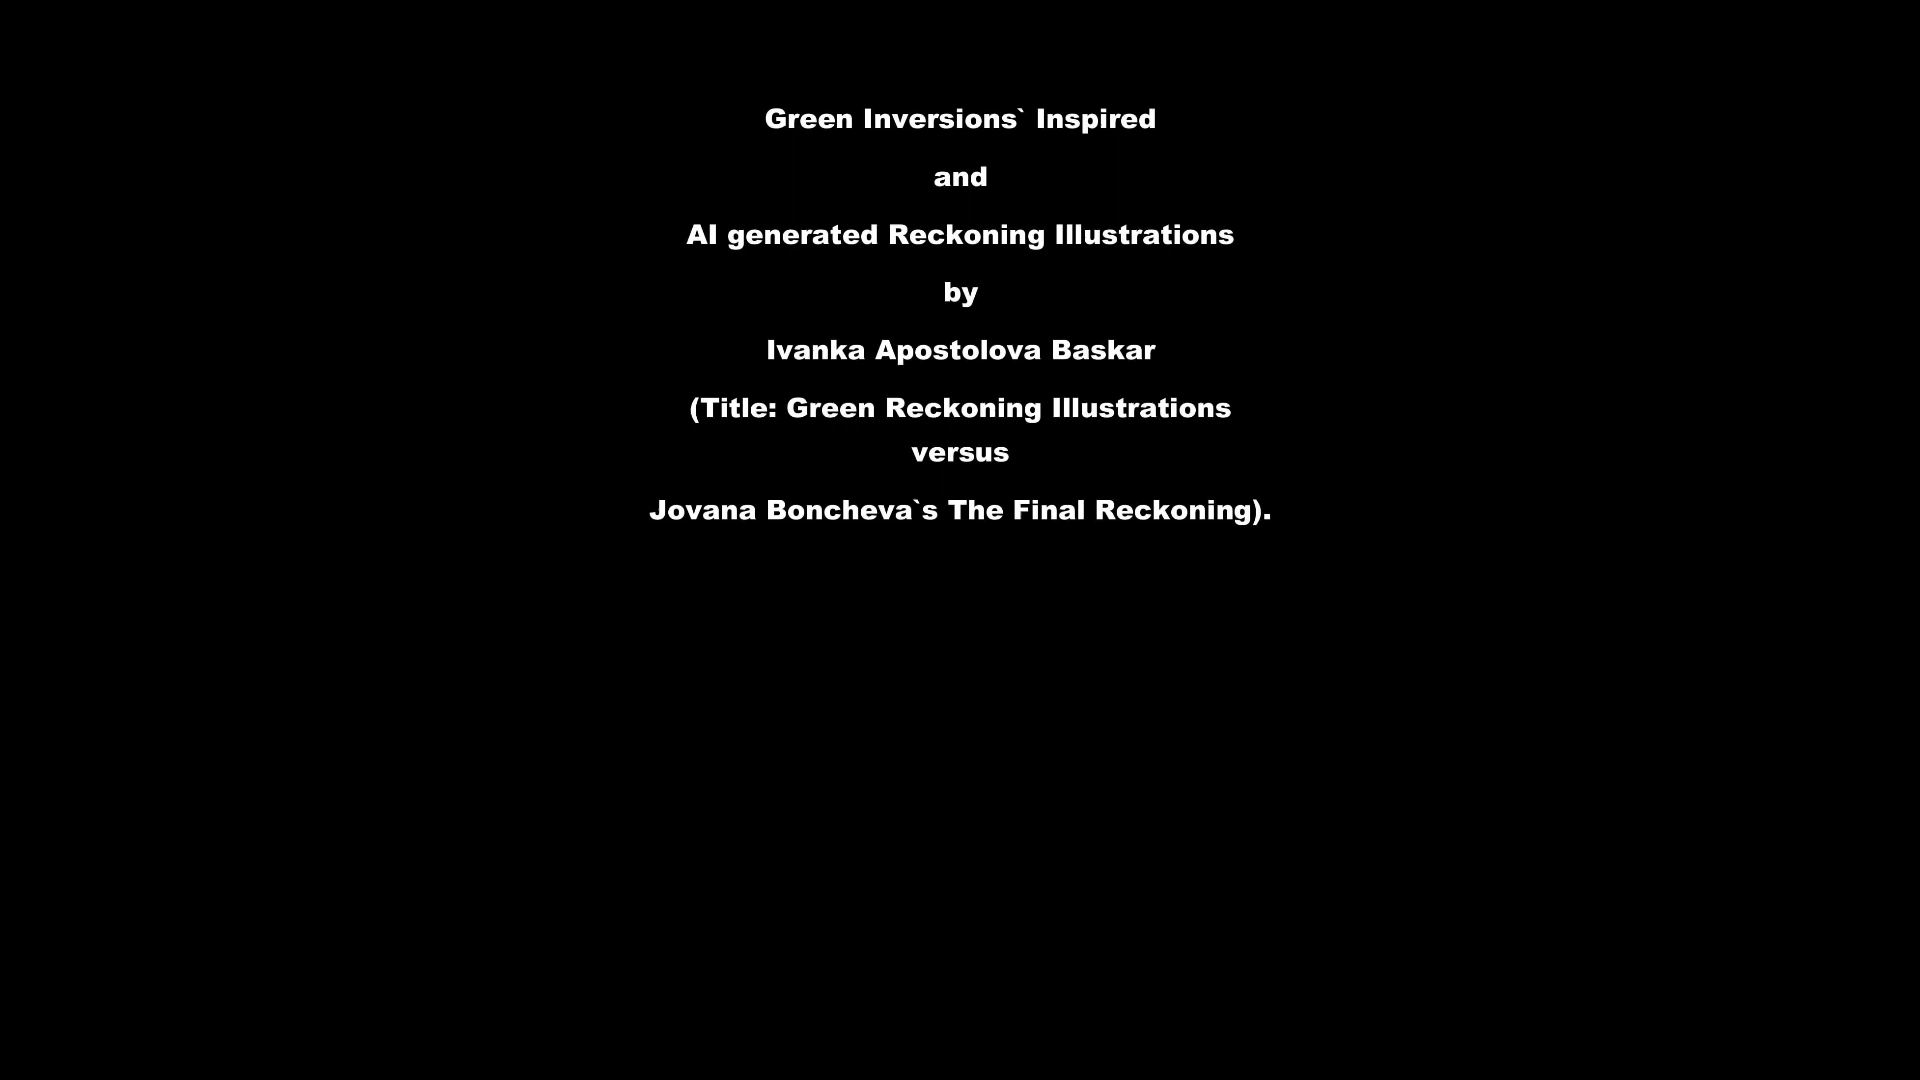 Green Inversions` Inspired
and
AI generated Reckoning Illustrations
by
Ivanka Apostolova Baskar
(Title: Green Reckoning Illustrations
versus
Jovana Boncheva`s The Final Reckoning).